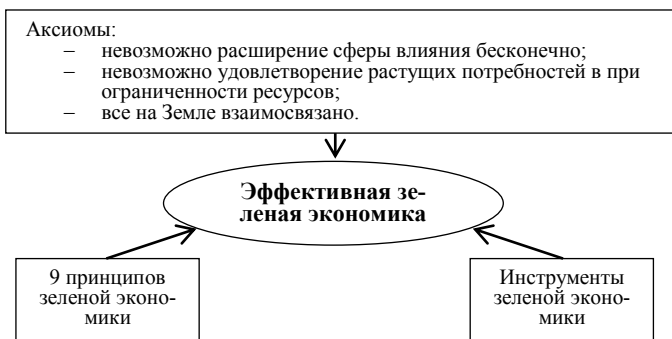 Аксиомы:
– невозможно расширение сферы влияния бесконечно;
– невозможно удовлетворение растущих потребностей в при
ограниченности ресурсов;
– все на Земле взаимосвязано.
Эффективная зе-
леная экономика
9 принципов
зеленой эконо-
мики
Инструменты
зеленой эконо-
мики